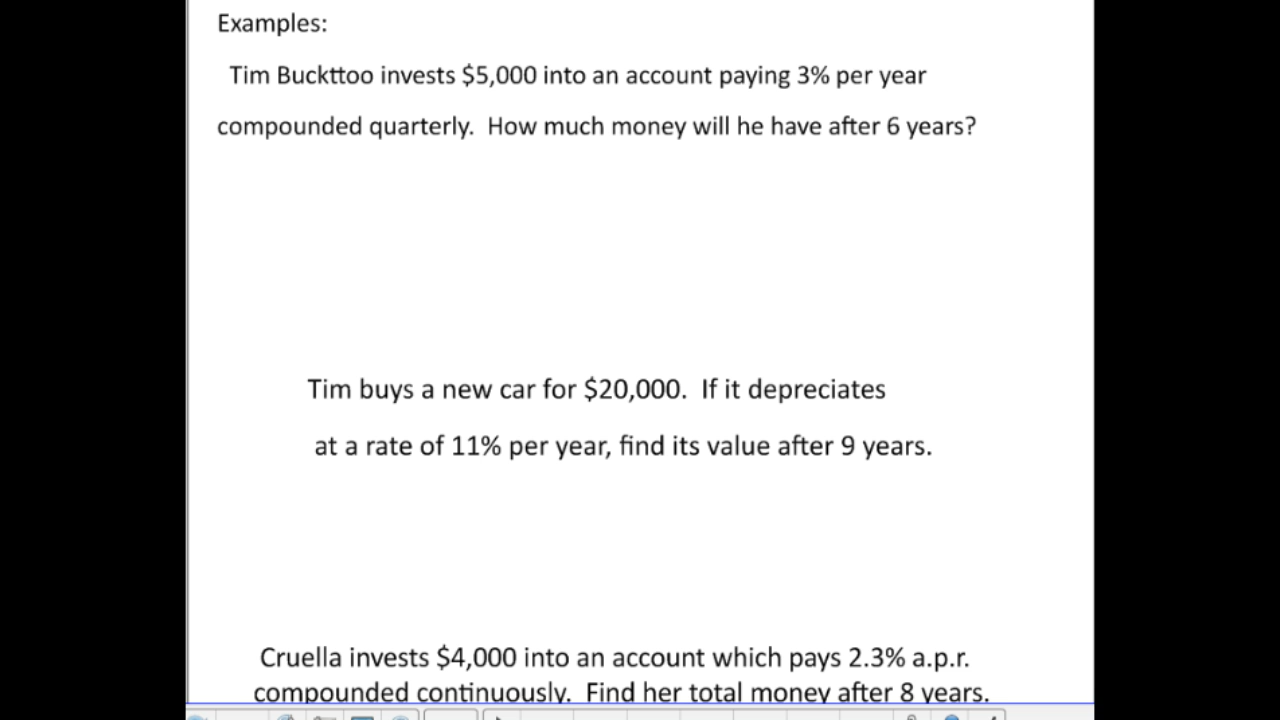 Examples:
Tim Buckttoo invests $5,000 into an account paying 3% per year
compounded quarterly. How much money will he have after 6 years?
Tim buys a new car for $20,000. If it depreciates
at a rate of 11% per year, find its value after 9 years.
Cruella invests $4,000 into an account which pays 2.3% a.p.r.
compounded continuously. Find her total money after 8 years.